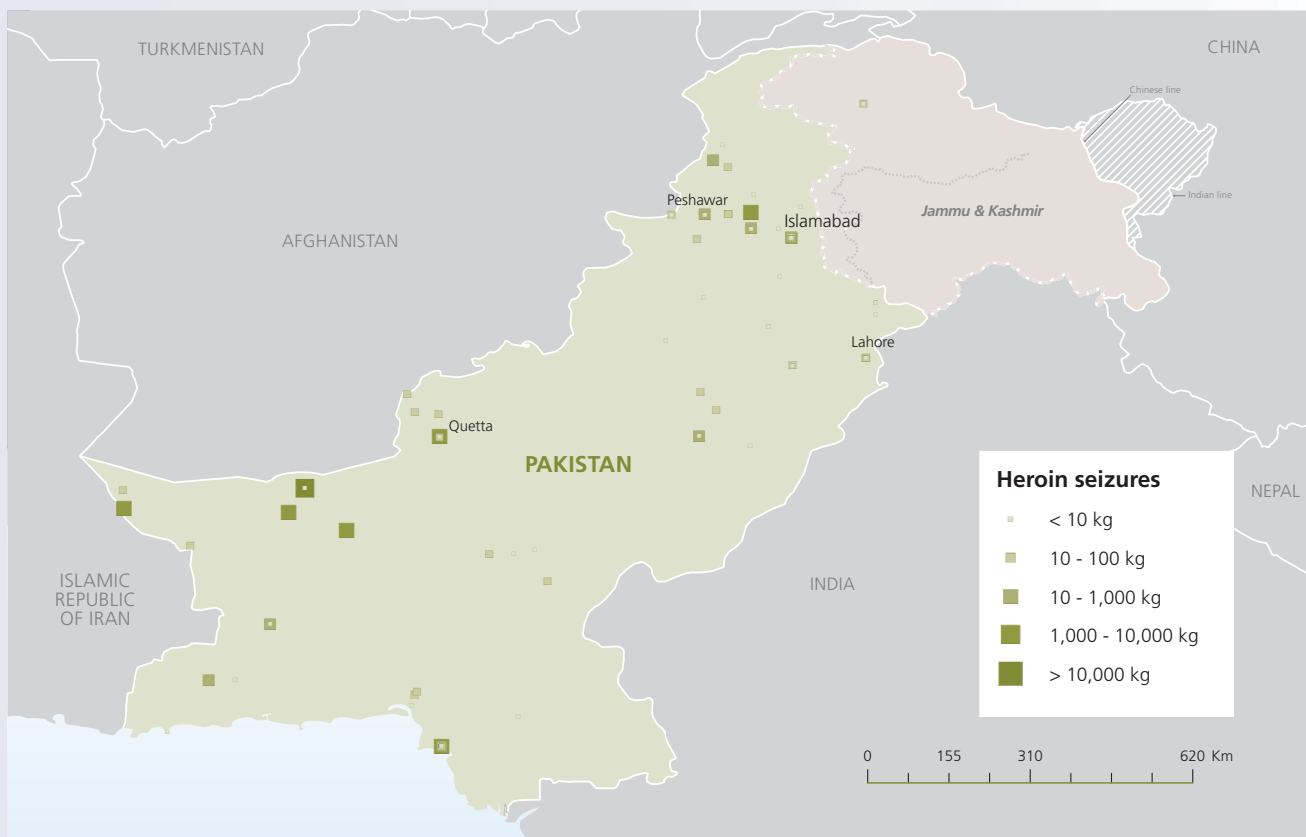 TURKMENISTAN
CHINA
Chinese line
Indian line
Jammu & Kashmir
Peshawar
Islamabad
AFGHANISTAN
Lahore
Quetta
PAKISTAN
NEPAL
ISLAMIC
REPUBLIC
OF IRAN
INDIA
Heroin seizures
< 10 kg
10 - 100 kg
10 - 1,000 kg
1,000 - 10,000 kg
> 10,000 kg
0 155 310 620 Km